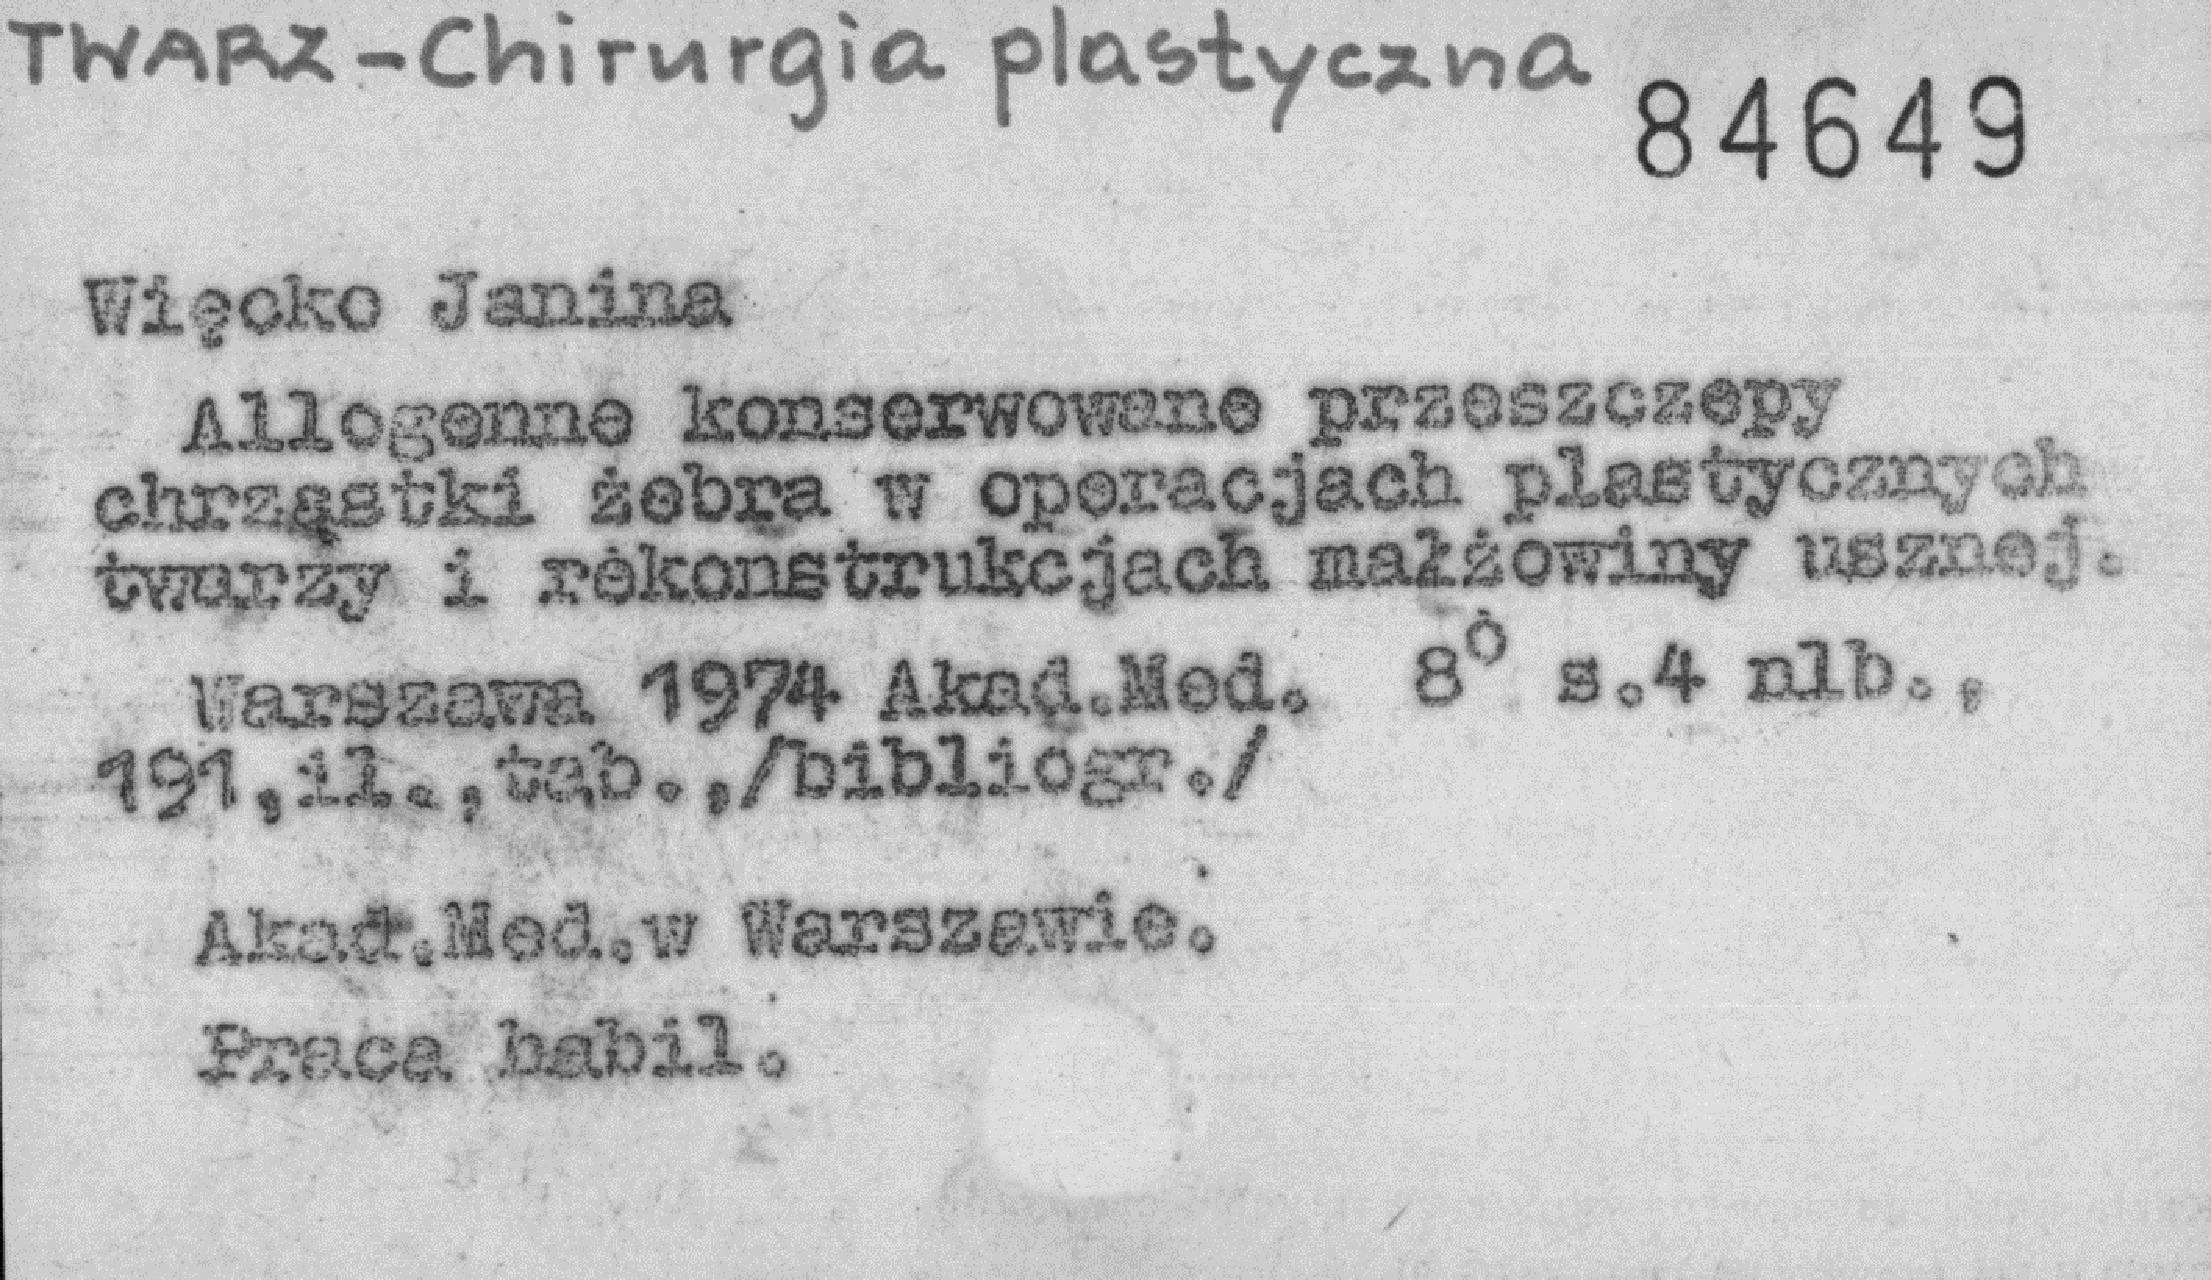 TWARZ - Chirurgia plastyczna
84649
Więcko Janina
Allogenne konserwowane przeszczepy
chrząstki żebra w operacjach plastycznych
twarzy i rekonstrukcjach małżowiny usznej.
Warszawa 1974 Akad.Med. 8° s.4 nlb.,
191,il.,tab.,/bibliogr./
Akad.Med.w Warszawie.
Praca habil.